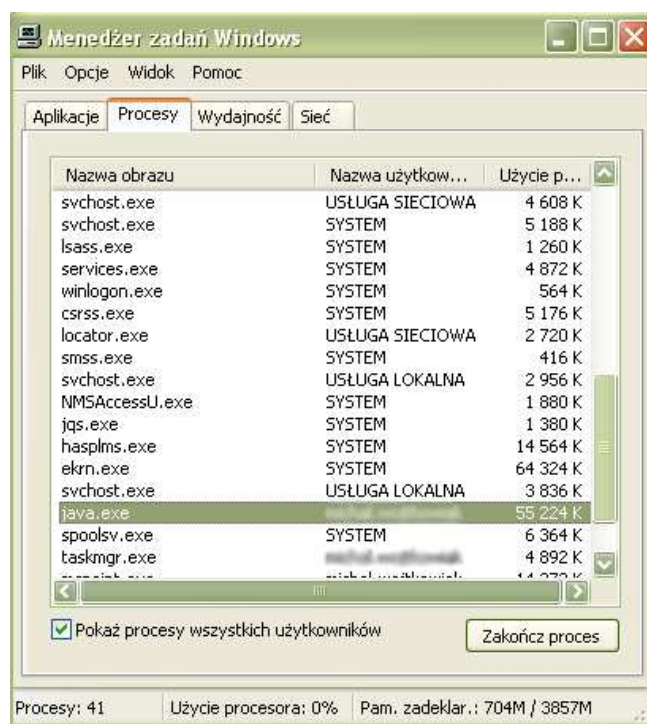 Menedżer zadań Windows
Plik Opcje Widok Pomoc
Aplikacje Procesy Wydajność Sieć
Nazwa obrazu Nazwa użytkow... Użycie p...
svchost.exe USŁUGA SIECIOWA 4 608 K
svchost.exe SYSTEM 5 188 K
lsass.exe SYSTEM 1 260 K
services.exe SYSTEM 4 872 K
winlogon.exe SYSTEM 564 K
csrss.exe SYSTEM 5 176 K
locator.exe USŁUGA SIECIOWA 2 720 K
smss.exe SYSTEM 416 K
svchost.exe USŁUGA LOKALNA 2 956 K
NMSAccessU.exe SYSTEM 1 880 K
jqs.exe SYSTEM 1 380 K
hasplms.exe SYSTEM 14 564 K
ekrn.exe SYSTEM 64 324 K
svchost.exe USŁUGA LOKALNA 3 836 K
java.exe 55 224 K
spoolsv.exe SYSTEM 6 364 K
taskmgr.exe 4 892 K
Pokaż procesy wszystkich użytkowników
Zakończ proces
Procesy: 41 Użycie procesora: 0% Pam. zadeklar.: 704M / 3857M